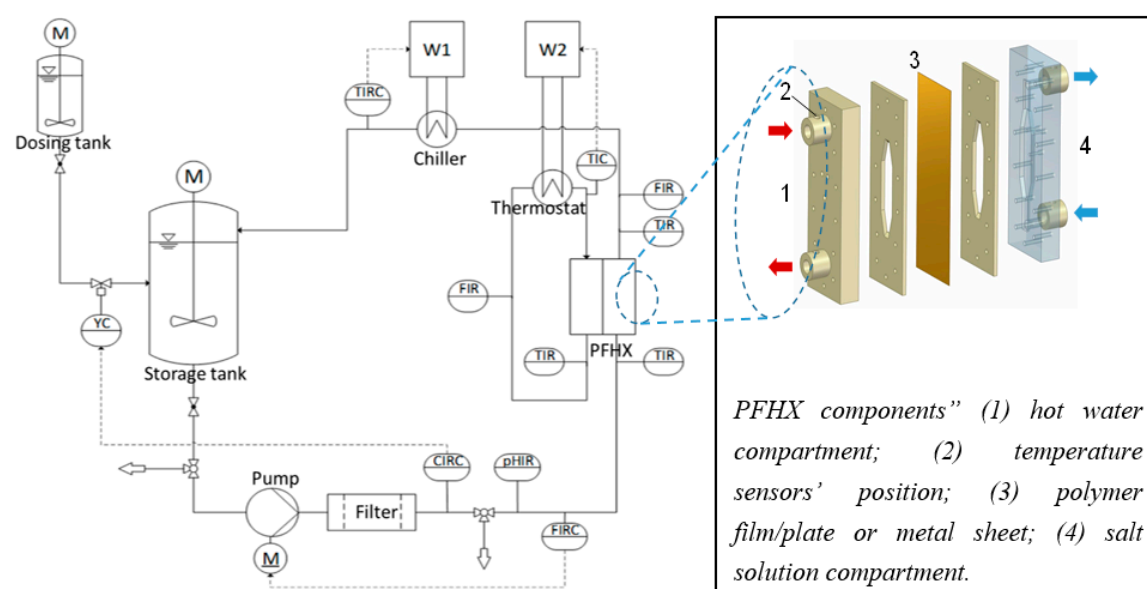 M
W1
W2
TIRC
Dosing tank
Chiller
TIC
M
Thermostat
FIR
TIR
FIR
YC
PFHX
TIR
TIR
Storage tank
CIRC
pHIR
Pump
Filter
FIRC
M
3
2
4
1
PFHX components” (1) hot water
compartment; (2) temperature
sensors’ position; (3) polymer
film/plate or metal sheet; (4) salt
solution compartment.